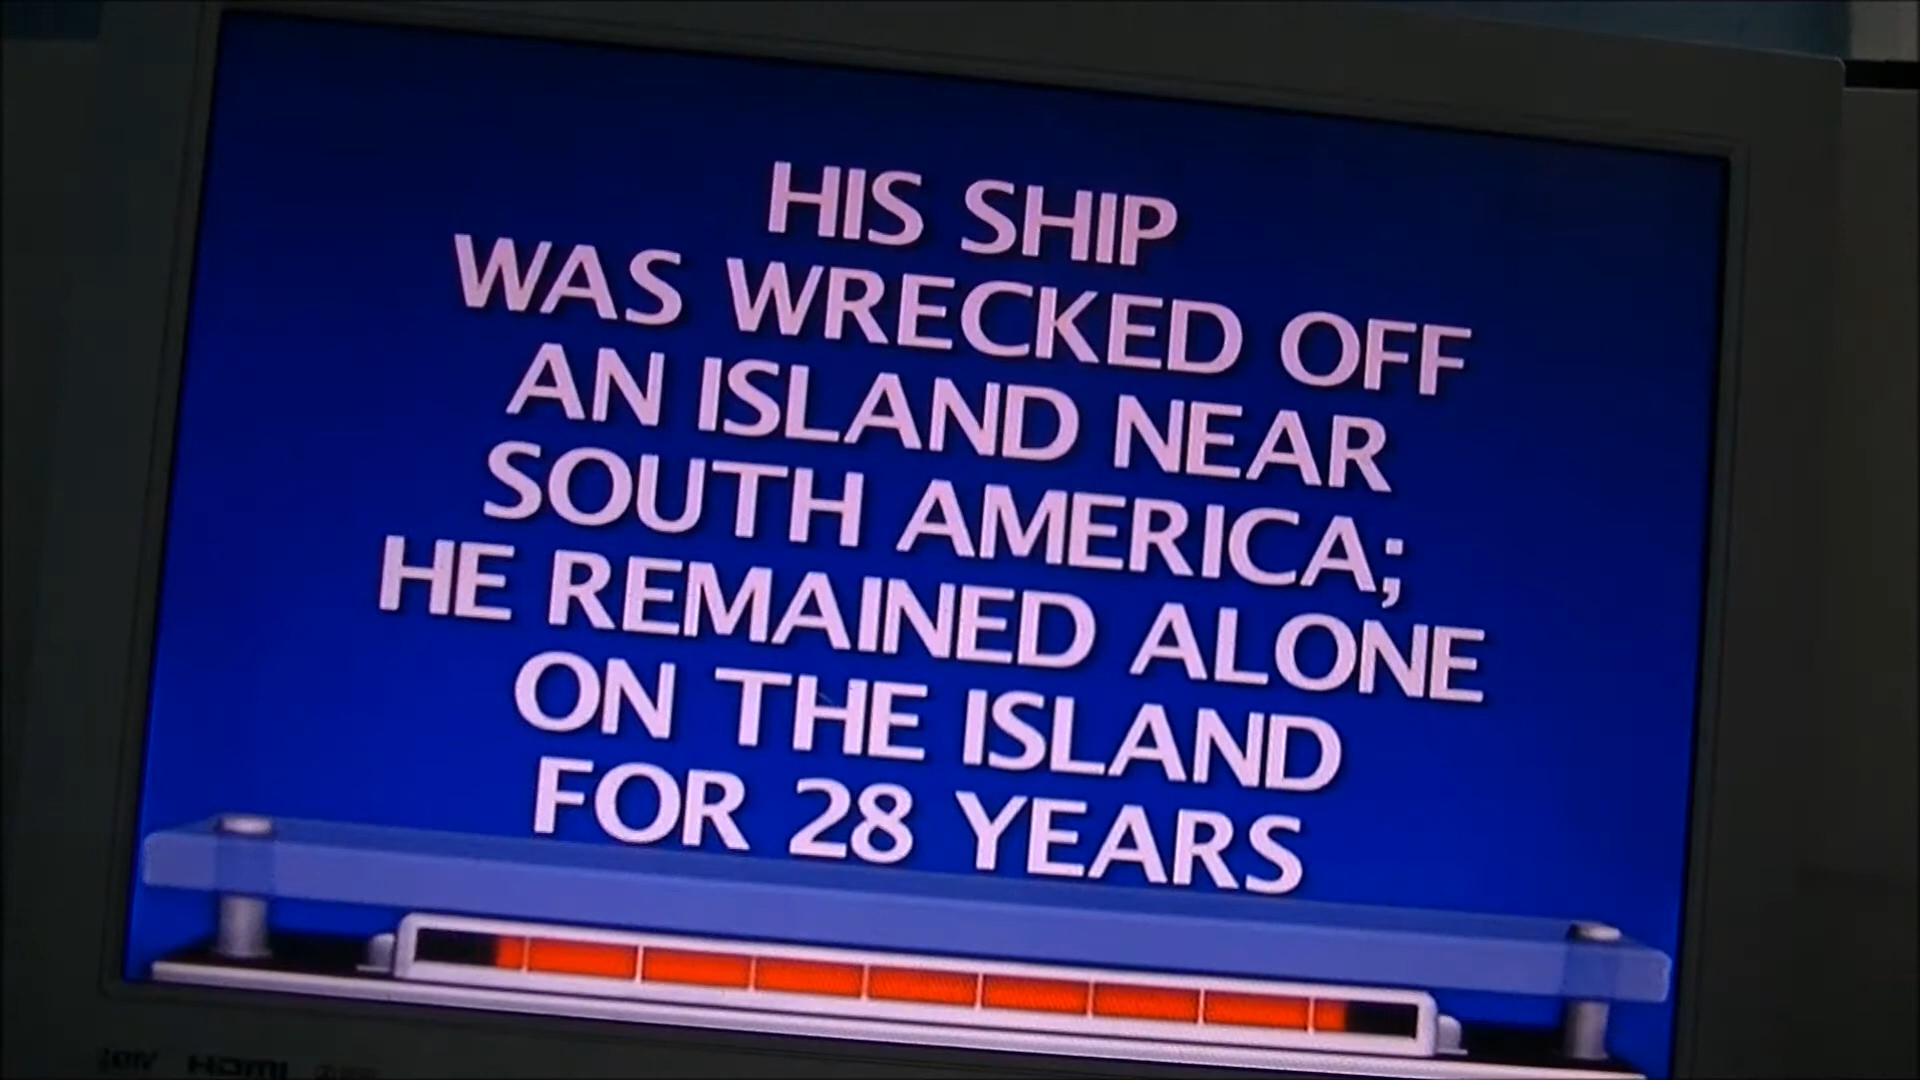 HIS SHIP
WAS WRECKED OFF
AN ISLAND NEAR
SOUTH AMERICA;
HE REMAINED ALONE
ON THE ISLAND
FOR 28 YEARS
HDMI